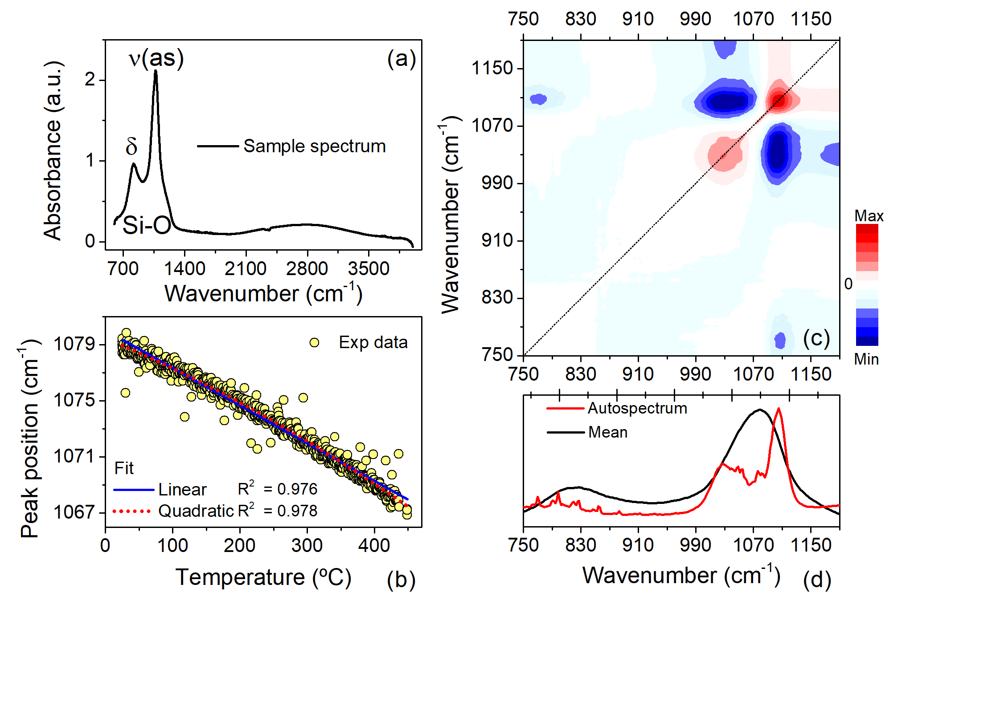 ν(as)
(a)
δ
Sample spectrum
Si-O
Absorbance (a.u.)
2
1
0
700 1400 2100 2800 3500
Wavenumber (cm⁻¹)
Exp data
Peak position (cm⁻¹)
1079
1075
1071
1067
Fit
Linear R² = 0.976
Quadratic R² = 0.978
0 100 200 300 400
Temperature (ºC)
(b)
750 830 910 990 1070 1150
Wavenumber (cm⁻¹)
1150
1070
990
910
830
750
(c)
750 830 910 990 1070 1150
Max
0
Min
Autospectrum
Mean
750 830 910 990 1070 1150
Wavenumber (cm⁻¹)
(d)